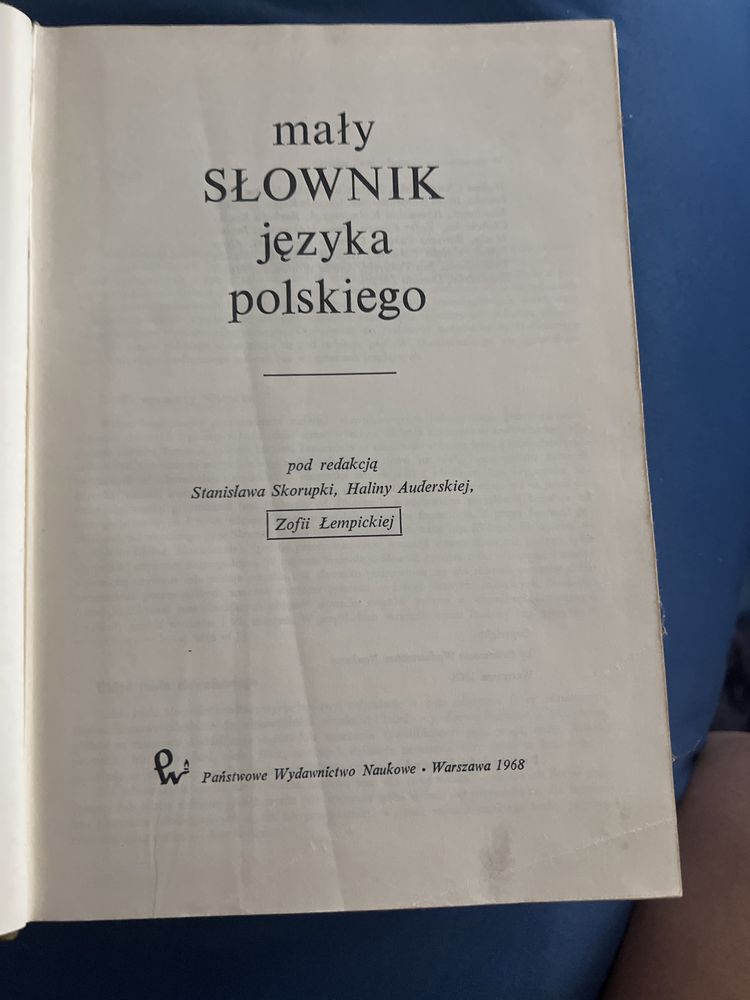 mały
SŁOWNIK
języka
polskiego
pod redakcją
Stanisława Skorupki, Haliny Auderskiej,
Zofii Łempickiej
Państwowe Wydawnictwo Naukowe • Warszawa 1968